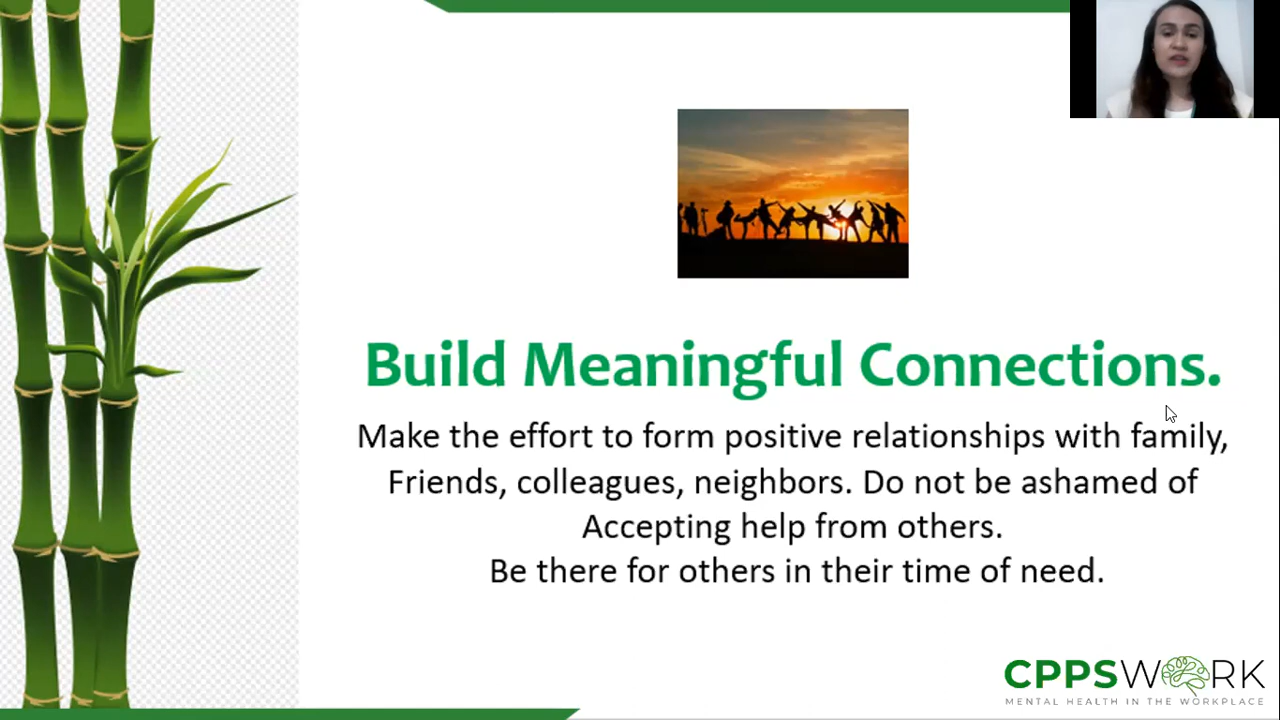 Build Meaningful Connections.
Make the effort to form positive relationships with family,
Friends, colleagues, neighbors. Do not be ashamed of
Accepting help from others.
Be there for others in their time of need.
CPPSWORK
MENTAL HEALTH IN THE WORKPLACE